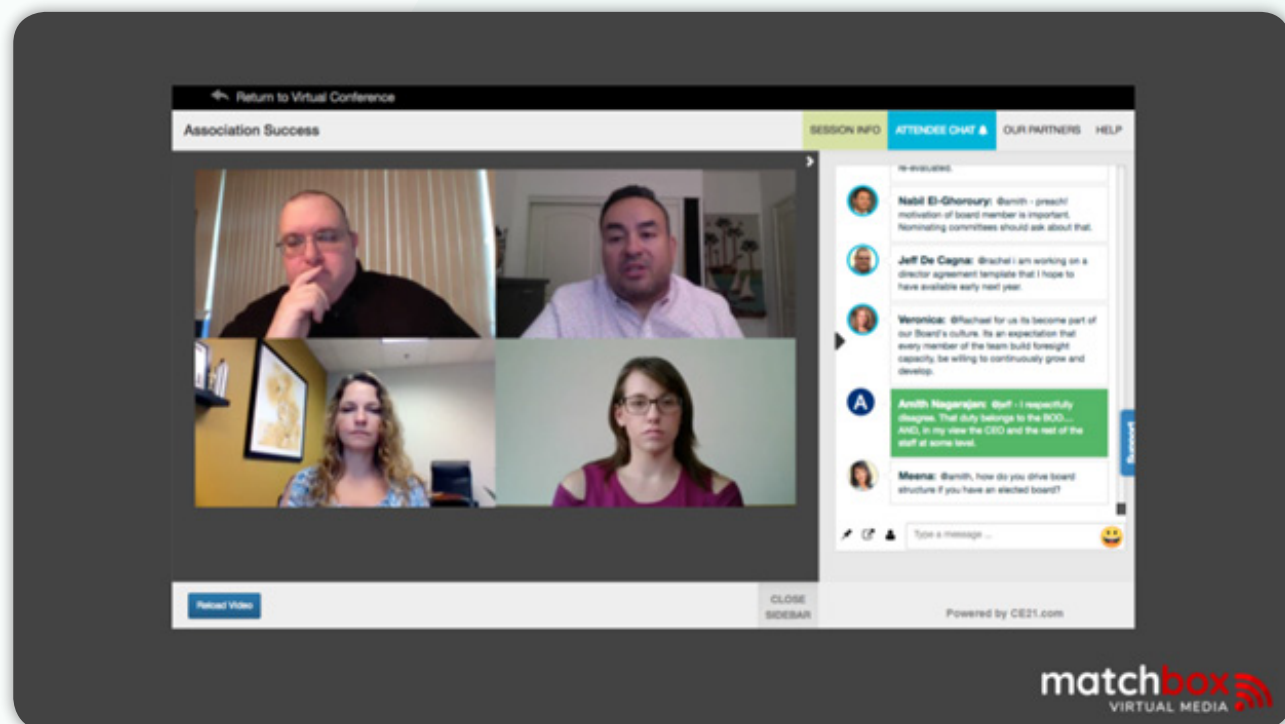 Return to Virtual Conference
Association Success
SESSION INFO
ATTENDEE CHAT
OUR PARTNERS
HELP
re-evaluated.
Nabil El-Ghoroury: @amith - preach!
motivation of board member is important.
Nominating committees should ask about that.
Jeff De Cagna: @rachel i am working on a
director agreement template that I hope to
have available early next year.
Veronica: @Rachael for us its become part of
our Board's culture. Its an expectation that
every member of the team build foresight
capacity, be willing to continuously grow and
develop.
A
Amith Nagarajan: @jeff - I respectfully
disagree. That duty belongs to the BOD....
AND, in my view the CEO and the rest of the
staff at some level.
Meena: @amith, how do you drive board
structure if you have an elected board?
Support
Type a message ...
Reload Video
CLOSE
SIDEBAR
Powered by CE21.com
matchbox
VIRTUAL MEDIA